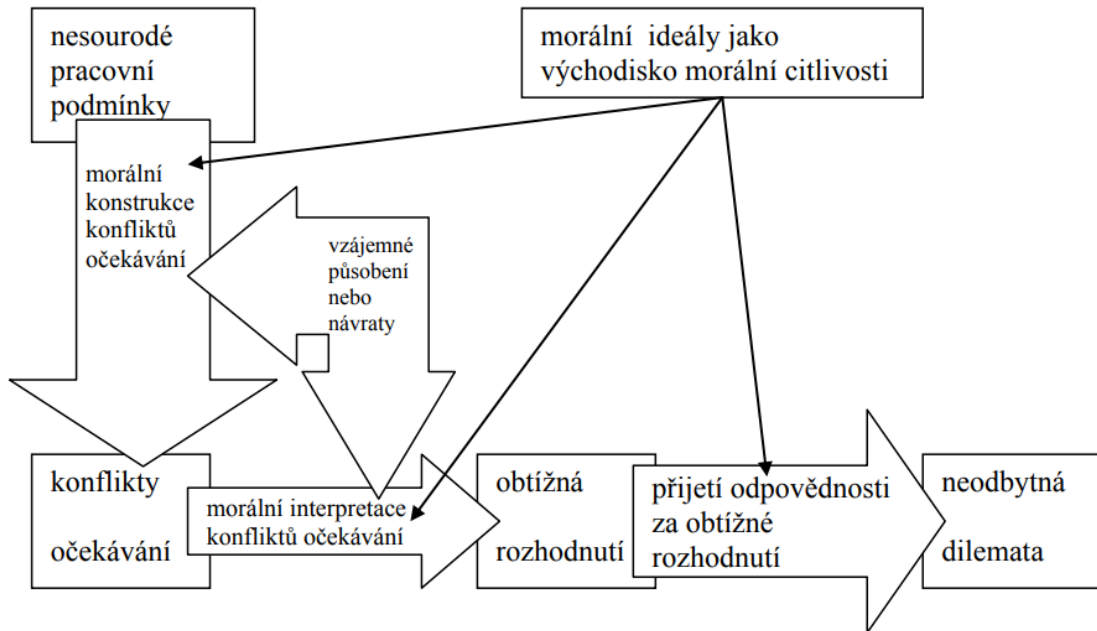 nesourodé
pracovní
podmínky
morální ideály jako
východisko morální citlivosti
morální
konstrukce
konfliktů
očekávání
vzájemné
působení
nebo
návraty
konflikty
očekávání
morální interpretace
konfliktů očekávání
obtížná
rozhodnutí
přijetí odpovědnosti
za obtížné
rozhodnutí
neodbytná
dilemata